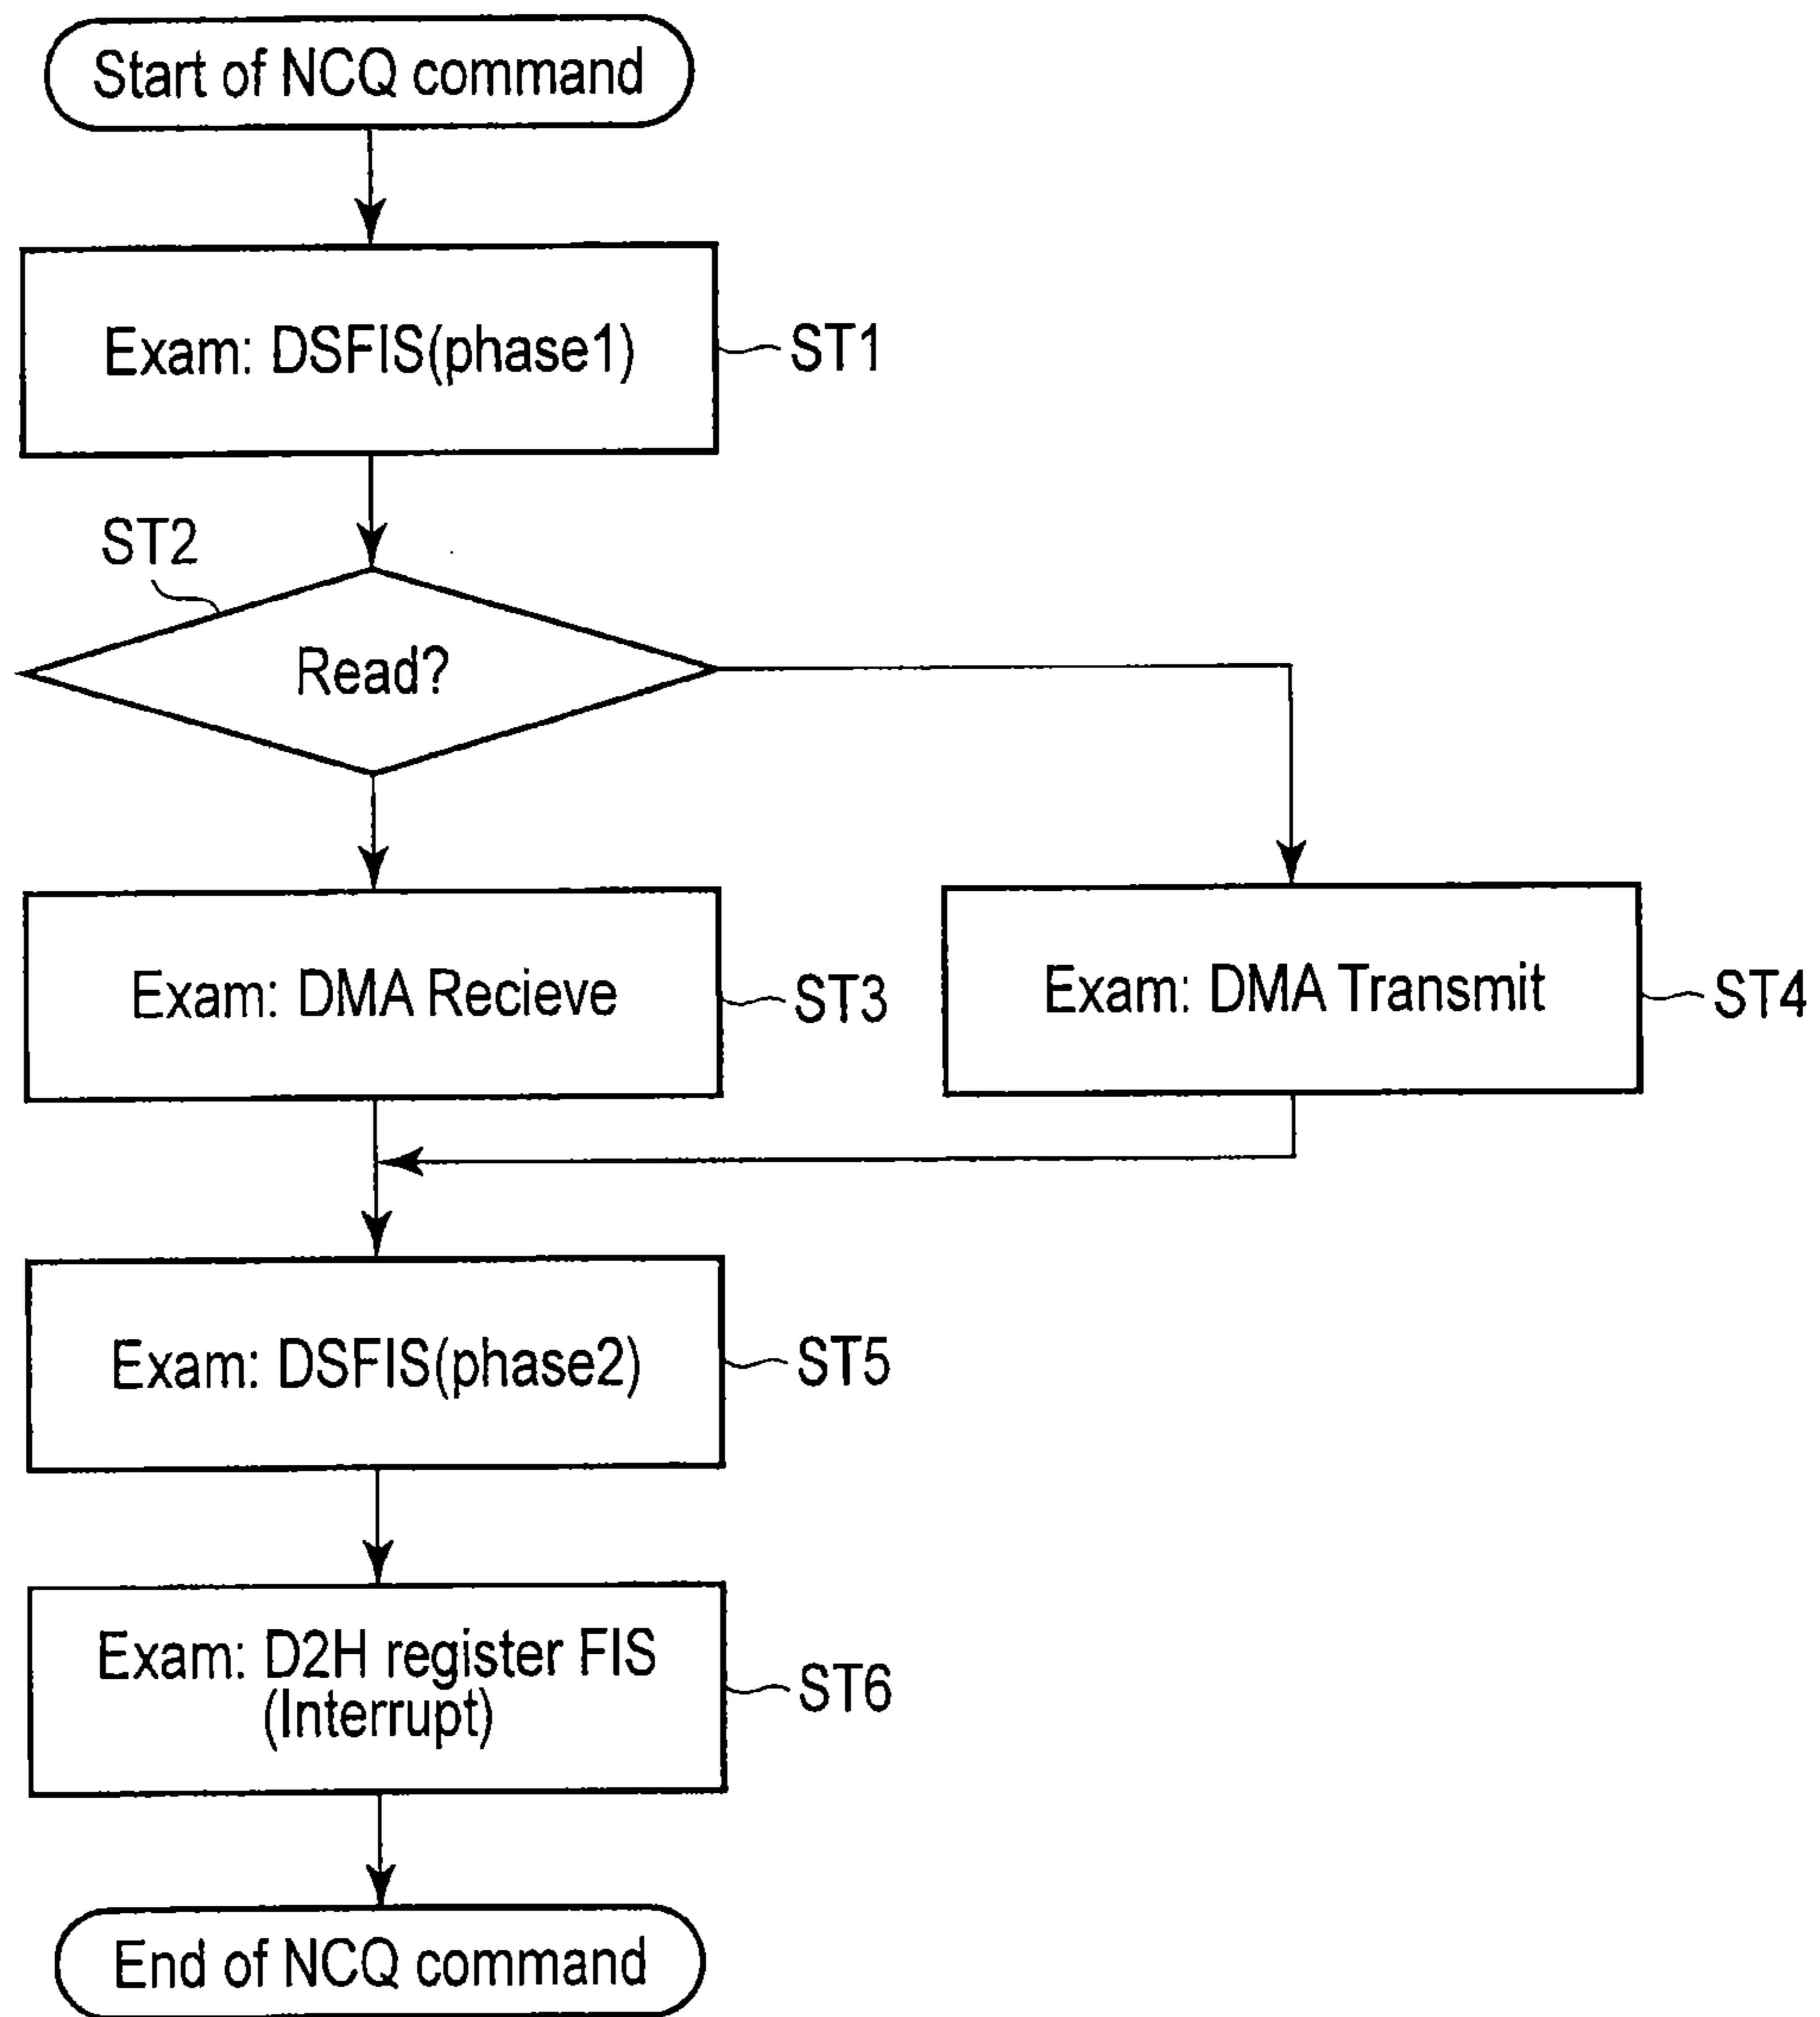 Start of NCQ command
Exam: DSFIS(phase1)
ST1
ST2
Read?
Exam: DMA Recieve
ST3
Exam: DMA Transmit
ST4
Exam: DSFIS(phase2)
ST5
Exam: D2H register FIS
(Interrupt)
ST6
End of NCQ command